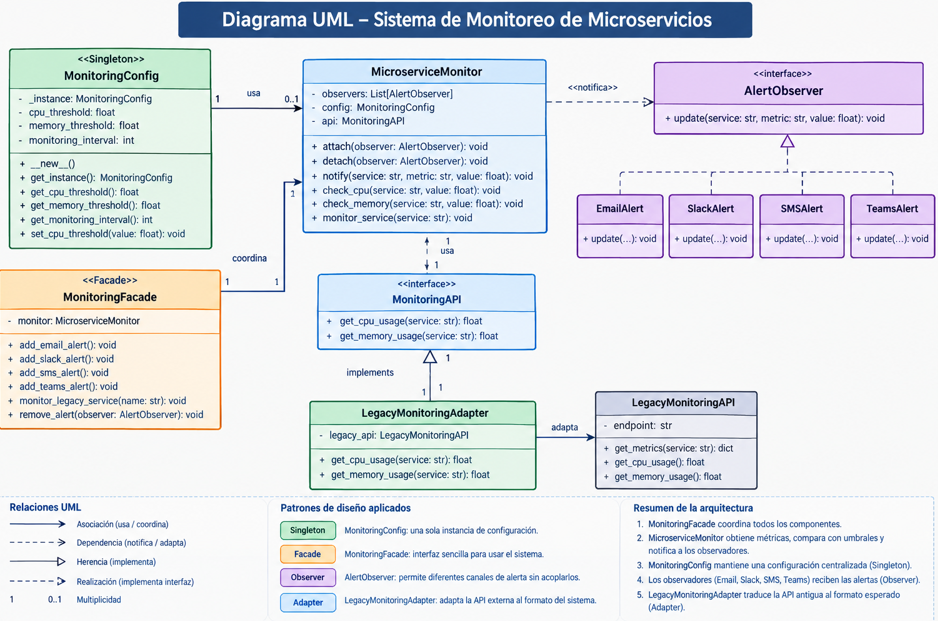 Diagrama UML – Sistema de Monitoreo de Microservicios
<<Singleton>>
MonitoringConfig
- _instance: MonitoringConfig
- cpu_threshold: float
- memory_threshold: float
- monitoring_interval: int
+ __new__()
+ get_instance(): MonitoringConfig
+ get_cpu_threshold(): float
+ get_memory_threshold(): float
+ get_monitoring_interval(): int
+ set_cpu_threshold(value: float): void
1
usa
0..1
MicroserviceMonitor
- observers: List[AlertObserver]
- config: MonitoringConfig
- api: MonitoringAPI
+ attach(observer: AlertObserver): void
+ detach(observer: AlertObserver): void
+ notify(service: str, metric: str, value: float): void
+ check_cpu(service: str, value: float): void
+ check_memory(service: str, value: float): void
+ monitor_service(service: str): void
<<notifica>>
<<interface>>
AlertObserver
+ update(service: str, metric: str, value: float): void
EmailAlert
+ update(...): void
SlackAlert
+ update(...): void
SMSAlert
+ update(...): void
TeamsAlert
+ update(...): void
1
coordina
1
1
<<Facade>>
MonitoringFacade
- monitor: MicroserviceMonitor
+ add_email_alert(): void
+ add_slack_alert(): void
+ add_sms_alert(): void
+ add_teams_alert(): void
+ monitor_legacy_service(name: str): void
+ remove_alert(observer: AlertObserver): void
1
usa
1
<<interface>>
MonitoringAPI
+ get_cpu_usage(service: str): float
+ get_memory_usage(service: str): float
1
implements
1
1
LegacyMonitoringAdapter
- legacy_api: LegacyMonitoringAPI
+ get_cpu_usage(service: str): float
+ get_memory_usage(service: str): float
adapta
LegacyMonitoringAPI
- endpoint: str
+ get_metrics(service: str): dict
+ get_cpu_usage(): float
+ get_memory_usage(): float
Relaciones UML
Asociación (usa / coordina)
Dependencia (notifica / adapta)
Herencia (implementa)
Realización (implementa interfaz)
1 0..1 Multiplicidad
Patrones de diseño aplicados
Singleton MonitoringConfig: una sola instancia de configuración.
Facade MonitoringFacade: interfaz sencilla para usar el sistema.
Observer AlertObserver: permite diferentes canales de alerta sin acoplarlos.
Adapter LegacyMonitoringAdapter: adapta la API externa al formato del sistema.
Resumen de la arquitectura
1. MonitoringFacade coordina todos los componentes.
2. MicroserviceMonitor obtiene métricas, compara con umbrales y
notifica a los observadores.
3. MonitoringConfig mantiene una configuración centralizada (Singleton).
4. Los observadores (Email, Slack, SMS, Teams) reciben las alertas (Observer).
5. LegacyMonitoringAdapter traduce la API antigua al formato esperado
(Adapter).